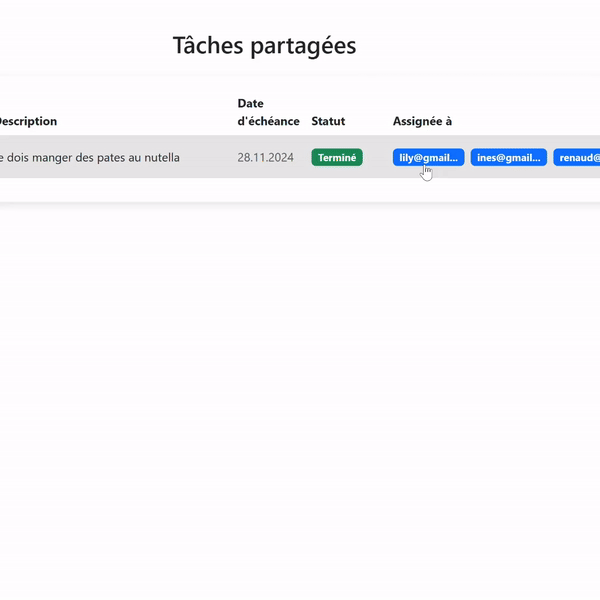 Tâches partagées
Date
Description d'échéance Statut Assignée à
e dois manger des pates au nutella 28.11.2024 Terminé lily@gmail... ines@gmail... renaud@